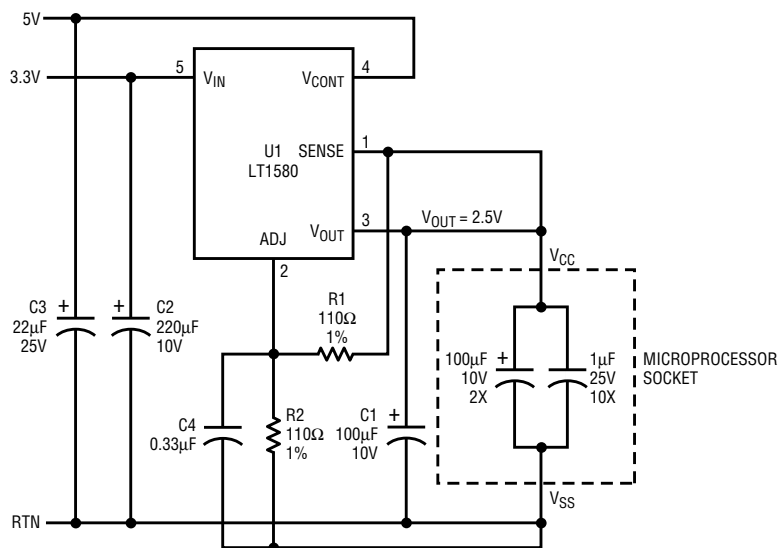 5V
3.3V
5
VIN
VCONT
4
U1
LT1580
SENSE
1
VOUT
3
VOUT = 2.5V
ADJ
2
VCC
C3
22µF
25V
+
+
C2
220µF
10V
R1
110Ω
1%
C4
0.33µF
R2
110Ω
1%
C1
100µF
10V
+
100µF
10V
2X
+
1µF
25V
10X
MICROPROCESSOR
SOCKET
VSS
RTN